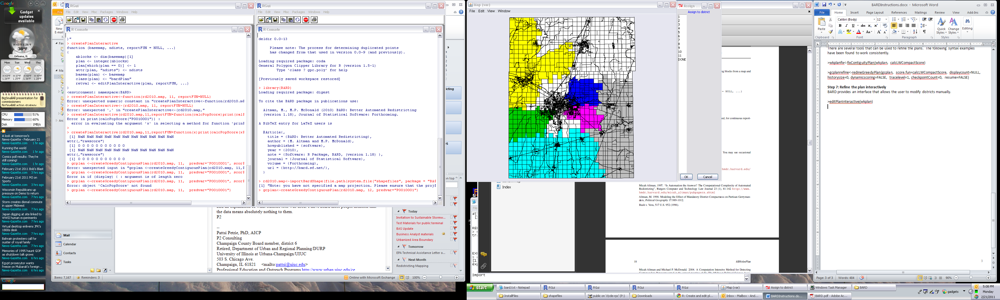 Google
Gadget
updates
available
H 43°F L 26°F
38°F
Urbana, IL
Mon Tue Wed Thu
H 43°F H 37°F H 48°F H 49°F
L 26°F L 26°F L 36°F L 28°F
BigSmallAll presentation for
commissioners
BigSmallAll action strategy
CPU 51%
Memory 60%
Disk 1MB/s
A look at tomorrow's
News-Gazette - February 21
News-Gazette.com 1 hr ago
Running the world
News-Gazette.com 1 hr ago
Comics poll results: They're
still coming!
News-Gazette.com 1 hr ago
February 21st 2011 Bob's Blast
News-Gazette.com 3 hrs ago
February 21st 2011 MJ on
Sports
News-Gazette.com 3 hrs ago
Wisconsin Republicans up
pressure on Dems to return
News-Gazette.com 7 hrs ago
Storm creates dismal commute
in upper Midwest
News-Gazette.com 7 hrs ago
Japan digging at site linked to
WWII human experiments
News-Gazette.com 7 hrs ago
Virtual desktop enlivens JFK's
1800s desk
News-Gazette.com 7 hrs ago
Bahrain protesters call for
ouster of royal family
News-Gazette.com 7 hrs ago
Memories of 1995 haunt GOP
as shutdown talk grows
News-Gazette.com 6 hrs ago
Egypt prosecutor wants
freeze on Mubarak's foreign ..
News-Gazette.com 6 hrs ago
Google
File
New
E-mail
Fav
Ma
Arc
RGui
File Edit View Misc Packages Windows Help
R Console
}"
> createPlanInteractive
function (basemap, ndists, reportFUN = NULL, ...)
{
nblocks <- dim(basemap)[1]
plan <- integer(nblocks)
plan[which(plan == 0)] <- 1
attr(plan, "ndists") <- ndists
basem(plan) <- basemap
class(plan) <- "bardPlan"
retval <- editPlanInteractive(plan, reportFUN, ...)
}
<environment: namespace:BARD>
> createPlanInteractive<-function(rd2010.map, 11, reportFUN=NULL)
Error: unexpected numeric constant in "createPlanInteractive<-function(rd2010.m$
> createPlanInteractive<-(rd2010.map, 11, reportFUN=NULL)
Error: unexpected ',' in "createPlanInteractive<-(rd2010.map,"
> createPlanInteractive(rd2010.map,11,reportFUN=function(calcPopScore)print(cal$
Error in print(calcPopScore("P0010001")) :
error in evaluating the argument 'x' in selecting a method for function 'prin$
>
> createPlanInteractive(rd2010.map,11,reportFUN=function(x)print(calcPopScore(x$
[1] NaN NaN NaN NaN NaN NaN NaN NaN NaN NaN NaN
attr(,"rawscore")
[1] 0 0 0 0 0 0 0 0 0 0 0
[1] NaN NaN NaN NaN NaN NaN NaN NaN NaN NaN NaN
attr(,"rawscore")
[1] 0 0 0 0 0 0 0 0 0 0 0
> gcplan <-createGreedyContiguousPlan(rd2010.map, 11, predvar="P0010001", scor$
Error: unexpected input in "gcplan <-createGreedyContiguousPlan(rd2010.map, 11,$
> gcplan <-createGreedyContiguousPlan(rd2010.map, 11, predvar="P0010001", scor$
Error in if (display) { : argument is of length zero
> gcplan <-createGreedyContiguousPlan(rd2010.map, 11, predvar="P0010001", scor$
Error: object 'CalcPopScore' not found
> gcplan <-createGreedyContiguousPlan(rd2010.map, 11, predvar="P0010001")
RGui
File Edit View Misc Packages Windows Help
R Console
deldir 0.0-13
Please note: The process for determining duplicated points
has changed from that used in version 0.0-9 (and previously).
Loading required package: coda
General Polygon Clipper Library for R (version 1.5-1)
Type 'class ? gpc.poly' for help
[Previously saved workspace restored]
> library(BARD)
Loading required package: digest
To cite the BARD package in publications use:
Altman, M., M.P. McDonald (2010) BARD: Better Automated Redistricting
(version 1.18), Journal of Statistical Software: Forthcoming.
A BibTeX entry for LaTeX users is
@Article{,
title = {BARD: Better Automated Redistricting},
author = {M. Altman and M.P. McDonald},
howpublished = {software},
year = {2010},
note = {Software: R Package, BARD, (version 1.18) },
journal = {Journal of Statistical Software},
volume = {Forthcoming},
url = {http://bard.sf.net/},
}
> rd2010.map<-importBardShape(file.path(system.file("shapefiles", package = "BA$
[1] "Note: you have not specified a map projection. Please ensure that the proj$
> gcplan<-createGreedyContiguousPlan(rd2010.map, 12, predvar="P0010001")
the data means absolutely nothing to them.
P2
--
Pattsi Petrie, PhD, AICP
P2 Consulting
Champaign County Board member, district 6
Retired, Department of Urban and Regional Planning/DURP
University of Illinois at Urbana-Champaign/UIUC
503 S. Chicago Ave.
Champaign, IL 61821 <mailto:pattsi@uiuc.edu>
Professional Education and Outreach Programs http://www.urban.uiuc.edu/ce
Mail
Calendar
Contacts
Tasks
Items: 7,167 Reminders: 3
Online with Microsoft Exchange 100%
Today
Invitation to Sustainable Stormw...
Test Materials for public terminal
BAS Update
Business Analyst materials
Urbanized Area Boundary
Tomorrow
EPA Technical Assistance Letter o...
Next Month
Redistricting Mapping
Map (var)
File Edit View Window
Assign ...
Assign to district
1
2
3
4
5
6
7
8
9
10
11
DONE
OK Cancel
ng blocks from a map and
= NULL, ...)
ed, for continuous report-
You may see occasional
hmdc.harvard.edu/
Index
Micah Altman, 1997. "Is Automation the Answer? The Computational Complexity of Automated
Redistricting", Rutgers Computer and Technology Law Journal 23 (1), 81-142 http://www.
hmdc.harvard.edu/micah_altman/pubpapers.shtml
Altman, M. 1998. Modeling the Effect of Mandatory District Compactness on Partisan Gerryman-
ders, Political Geography 17:989-1012.
Bush v. Vera, 517 U.S. 952 (1996).
18 fillHolesPlan
Micah Altman and Michael P. McDonald. 2004. A Computation Intensive Method for Detecting
Import
BARDInstructions.docx - Microsoft Word
File Home Insert Page Layout References Mailings Review View Add-Ins
Calibri (Body) 12
Paste
Quick
Styles
Change
Styles
Editing
Clipboard Font Paragraph Styles
There are several tools that can be used to refine the plans. The following syntax examples
have been found to work consistently.
>wkplanfix<-fixContiguityPlan(wkplan, calcLWCompactScore)
>gcplanrefine<-redineGreedyPlan(gcplan, score.fun=calcLWCompactScore, displaycount=NULL,
historysize=0, dynamicscoring=FALSE, tracelevel=1, checkpointCount=0, resume=FALSE)
Step 7: Refine the plan interactively
BARD provides an interface that allows the user to modify districts manually.
>editPlanInteractive(wkplan)
3
Page: 3 of 3 Words: 484 90%
start
bard.txt - Notepad RGui RGui RGui RGui Map (var) Assign to district Windows Task Manager BARD
InstallFiles shapefiles public on 'clyde-rpc' (P:) Downloads R: Create and edit pl... Inbox - Mailbox - And... BARDInstructions.do... BARD.pdf - Adobe Ac...
gadgets
5:08 PM
Monday
2/21/2011